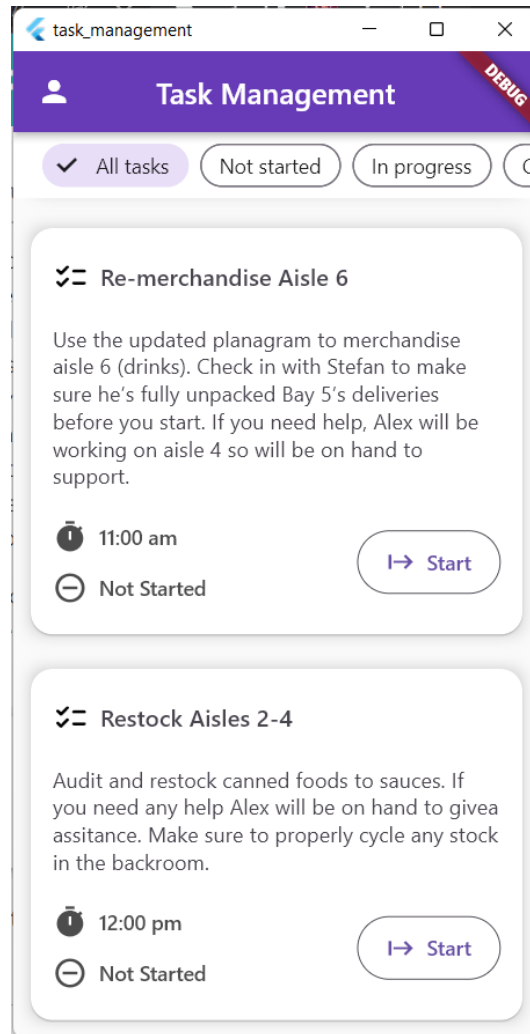 task_management
Task Management
DEBUG
All tasks
Not started
In progress
Re-merchandise Aisle 6
Use the updated planagram to merchandise
aisle 6 (drinks). Check in with Stefan to make
sure he’s fully unpacked Bay 5’s deliveries
before you start. If you need help, Alex will be
working on aisle 4 so will be on hand to
support.
11:00 am
Start
Not Started
Restock Aisles 2-4
Audit and restock canned foods to sauces. If
you need any help Alex will be on hand to givea
assitance. Make sure to properly cycle any stock
in the backroom.
12:00 pm
Start
Not Started